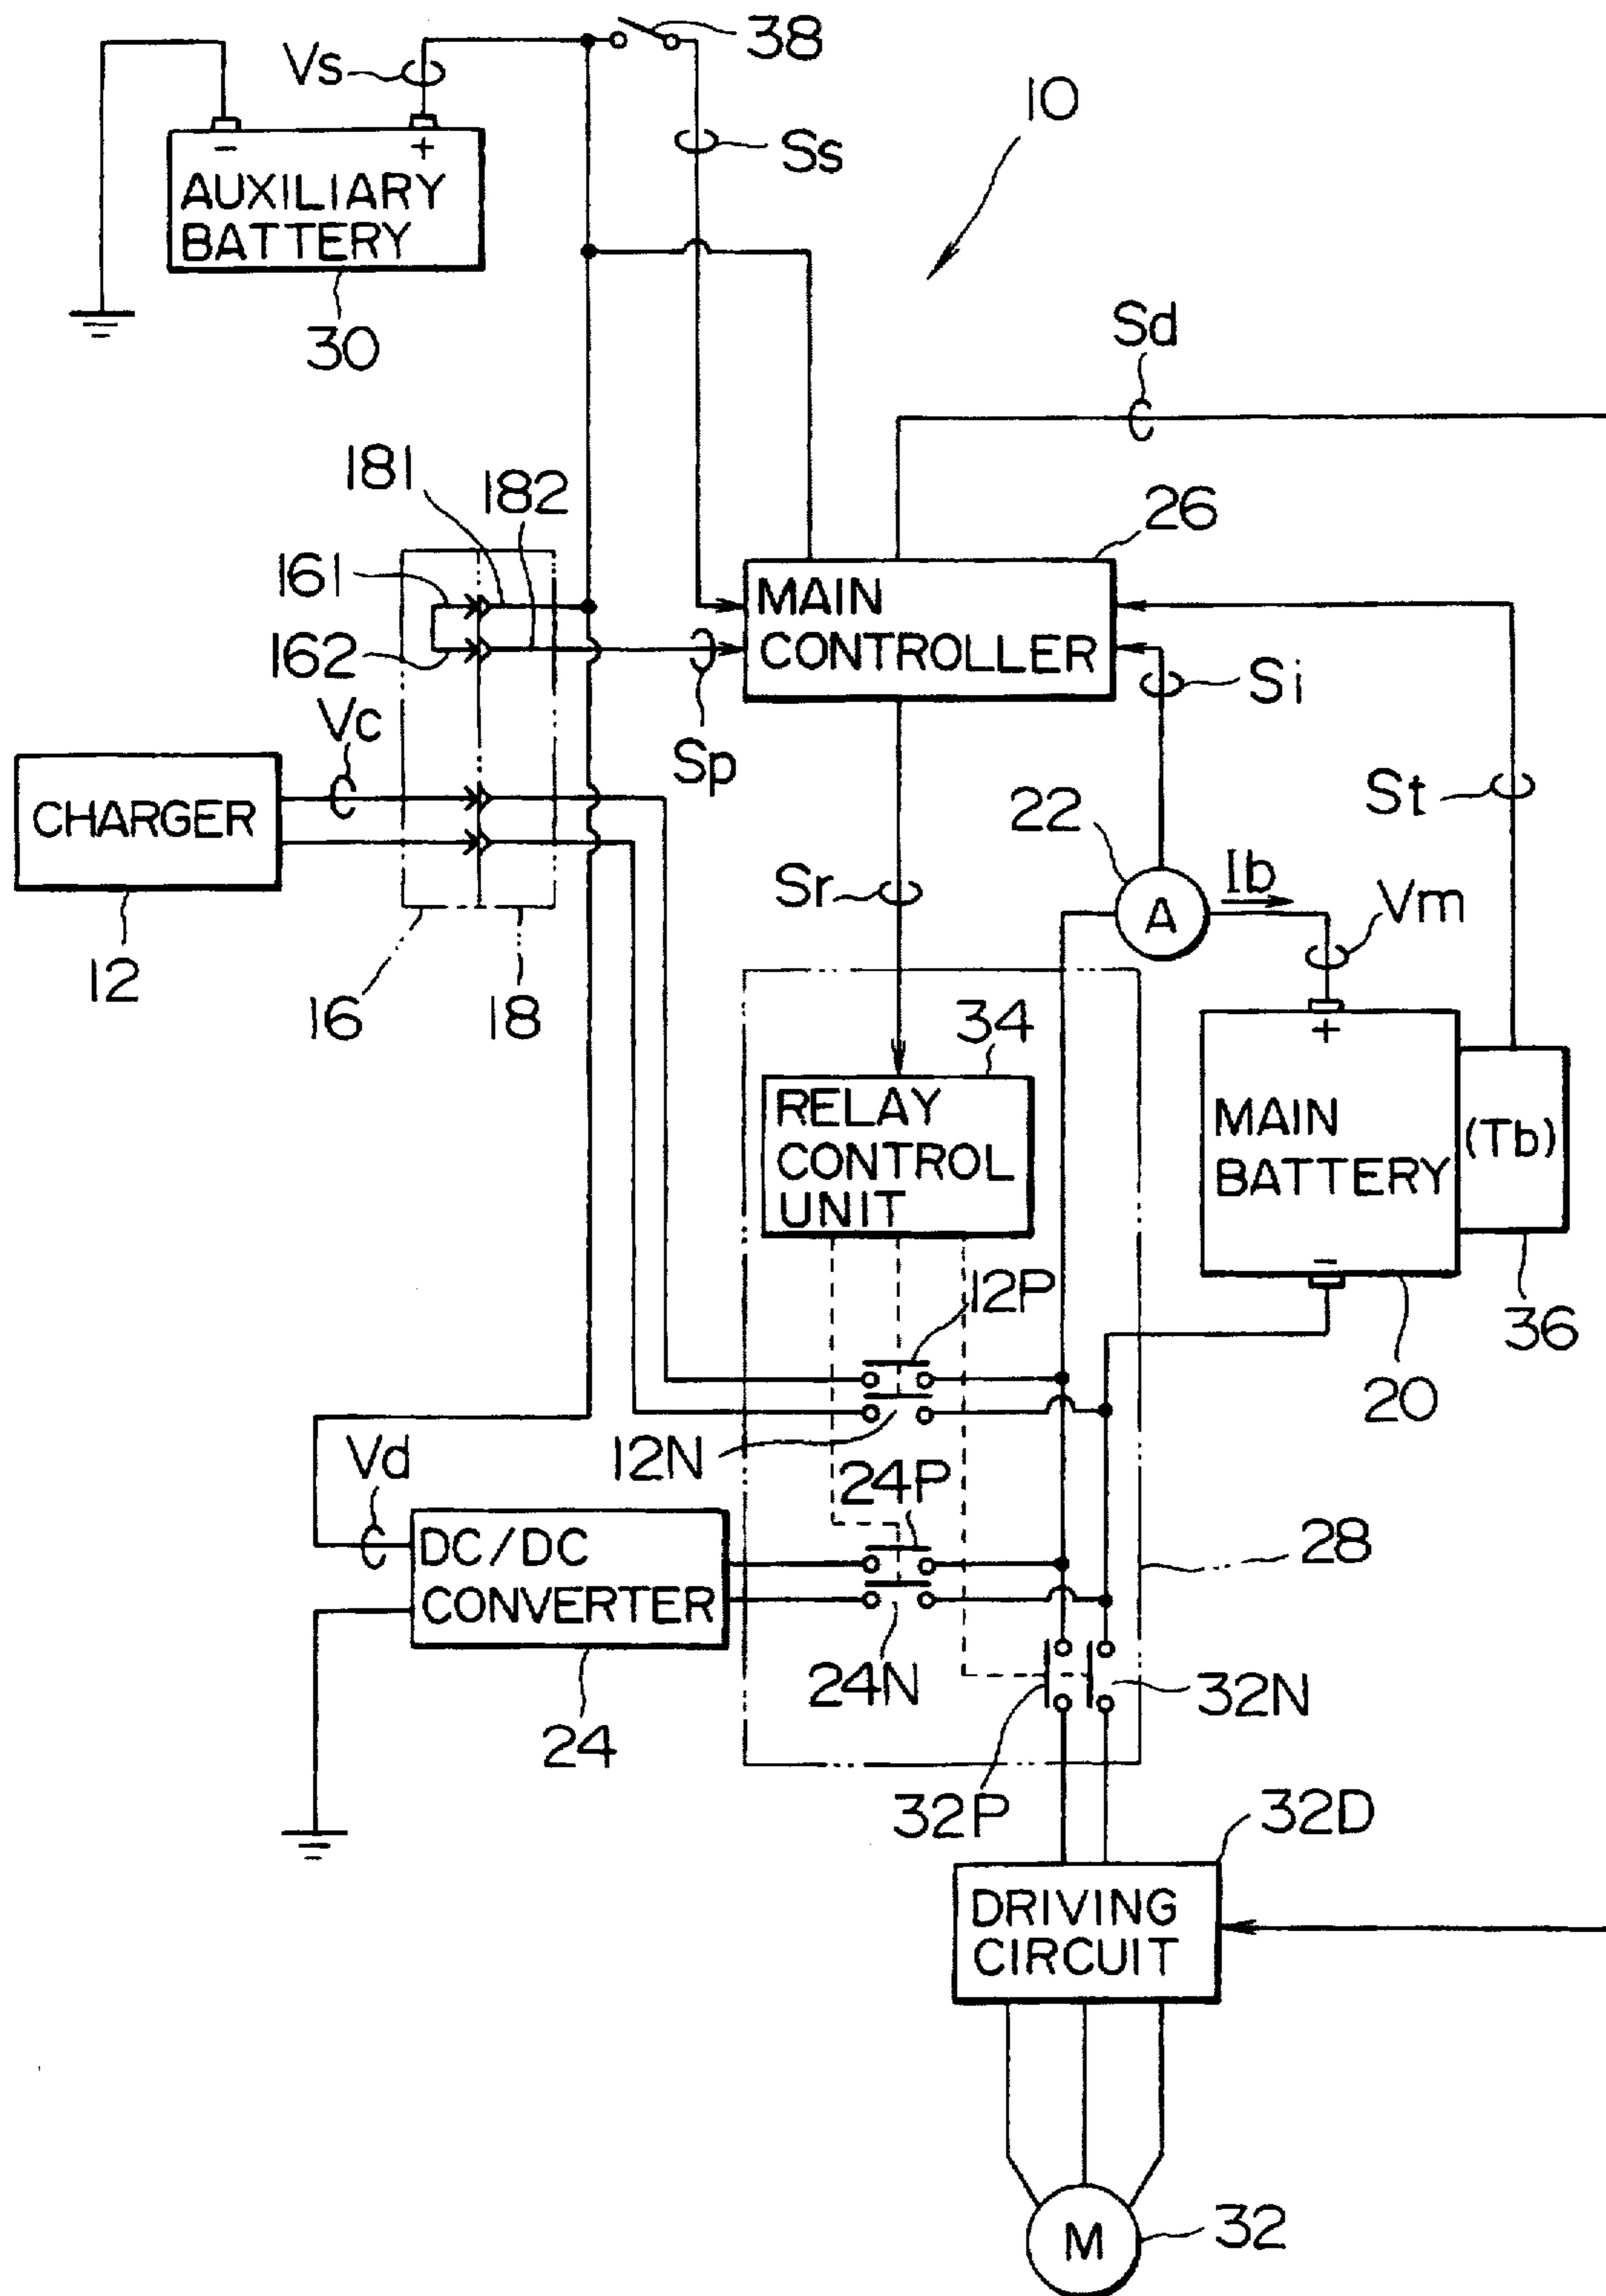 38
Vs
10
-
+
Ss
AUXILIARY
BATTERY
30
Sd
181
182
26
161
162
MAIN
CONTROLLER
Si
Vc
Sp
St
CHARGER
22
Ib
Vm
Sr
A
12
16
18
34
+
RELAY
CONTROL
UNIT
MAIN
BATTERY
(Tb)
-
12P
36
20
12N
Vd
24P
28
DC/DC
CONVERTER
24N
32N
24
32P
32D
DRIVING
CIRCUIT
M
32